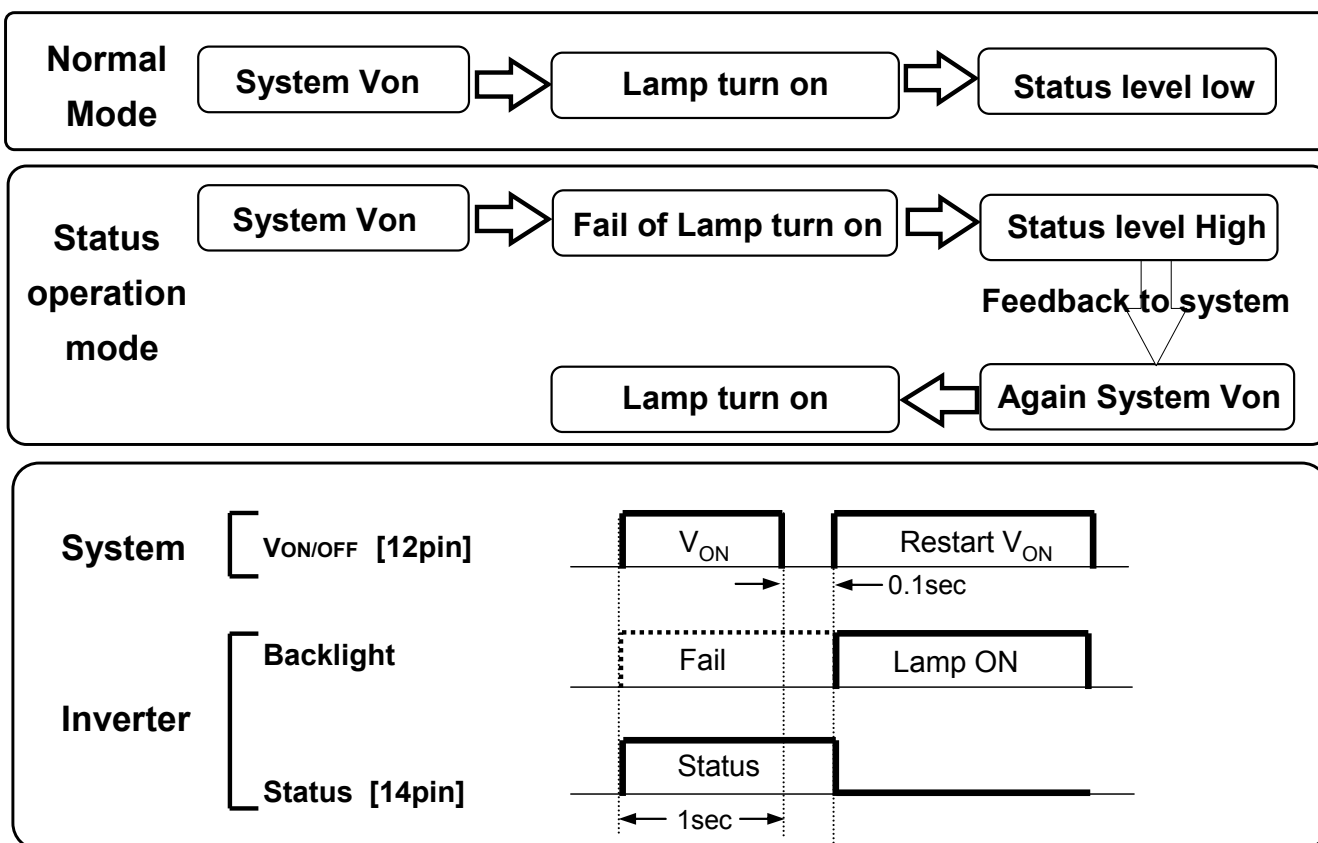 Normal
Mode
System Von
Lamp turn on
Status level low
Status
operation
mode
System Von
Fail of Lamp turn on
Status level High
Feedback to system
Again System Von
Lamp turn on
System
VON/OFF [12pin]
VON
Restart VON
0.1sec
Inverter
Backlight
Fail
Lamp ON
Status [14pin]
Status
1sec